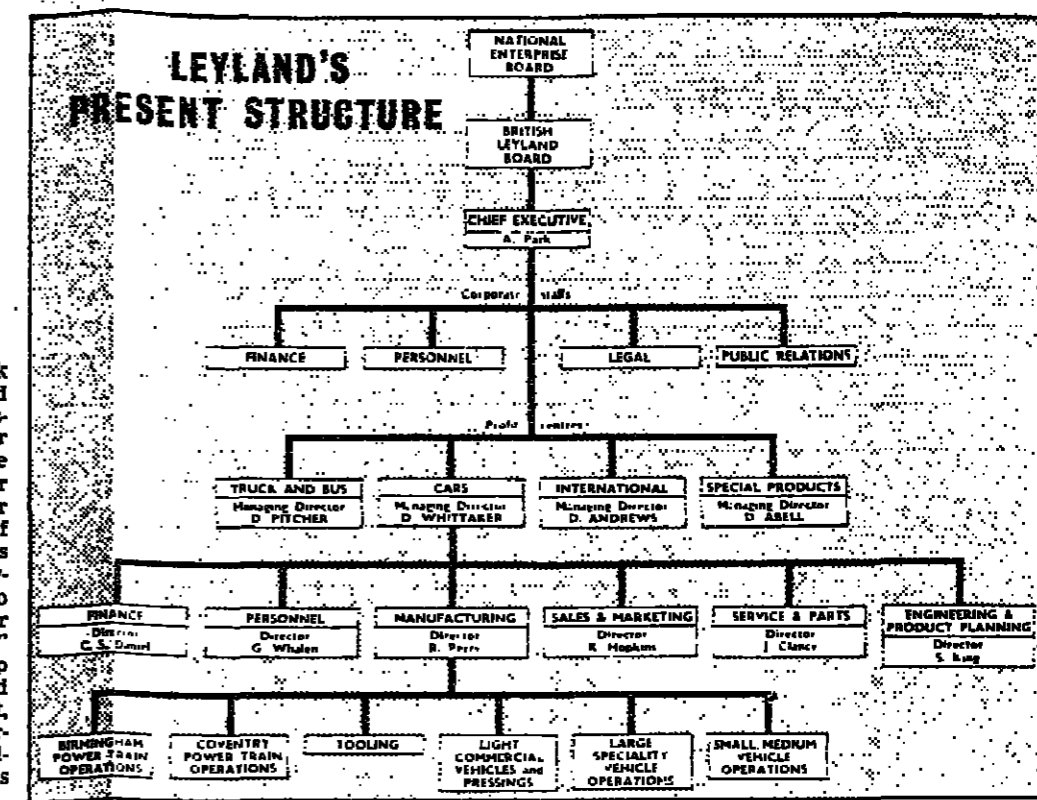 LEYLAND'S
PRESENT STRUCTURE
NATIONAL
ENTERPRISE
BOARD
BRITISH
LEYLAND
BOARD
CHIEF EXECUTIVE
A. Park
Corporate staffs
FINANCE
PERSONNEL
LEGAL
PUBLIC RELATIONS
Profit centres
TRUCK AND BUS
Managing Director
D PITCHER
CARS
Managing Director
D. WHITTAKER
INTERNATIONAL
Managing Director
D. ANDREWS
SPECIAL PRODUCTS
Managing Director
D ABELL
FINANCE
Director
C. S. Daniel
PERSONNEL
Director
G. Whalen
MANUFACTURING
Director
R. Perry
SALES & MARKETING
Director
K Hopkins
SERVICE & PARTS
Director
J
ENGINEERING &
PRODUCT PLANNING
Director
S. King
BIRMINGHAM
POWER TRAIN
OPERATIONS
COVENTRY
POWER TRAIN
OPERATIONS
TOOLING
LIGHT
COMMERCIAL
VEHICLES and
PRESSINGS
LARGE
SPECIALITY
VEHICLE
OPERATIONS
SMALL MEDIUM
VEHICLE
OPERATIONS